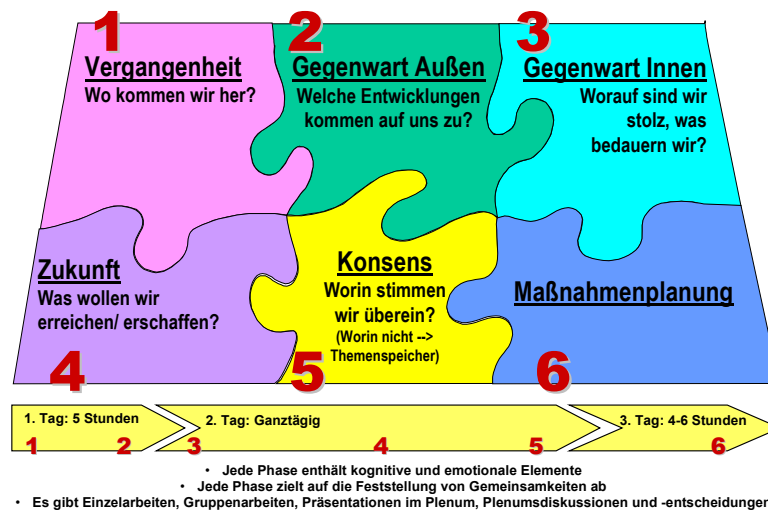 1
Vergangenheit
Wo kommen wir her?
2
Gegenwart Außen
Welche Entwicklungen
kommen auf uns zu?
3
Gegenwart Innen
Worauf sind wir
stolz, was
bedauern wir?
Zukunft
Was wollen wir
erreichen/ erschaffen?
4
Konsens
Worin stimmen
wir überein?
(Worin nicht -->
Themenspeicher)
5
Maßnahmenplanung
6
1. Tag: 5 Stunden
1 2
2. Tag: Ganztägig
3 4 5
3. Tag: 4-6 Stunden
6
• Jede Phase enthält kognitive und emotionale Elemente
• Jede Phase zielt auf die Feststellung von Gemeinsamkeiten ab
• Es gibt Einzelarbeiten, Gruppenarbeiten, Präsentationen im Plenum, Plenumsdiskussionen und -entscheidungen